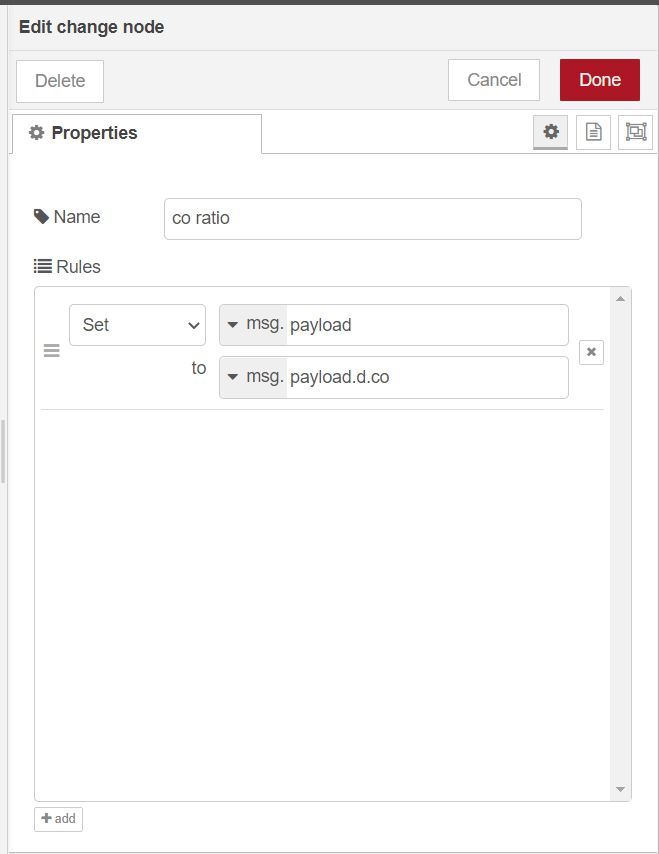 Edit change node
Delete
Cancel
Done
Properties
Name
co ratio
Rules
Set
msg. payload
to
msg. payload.d.co
add